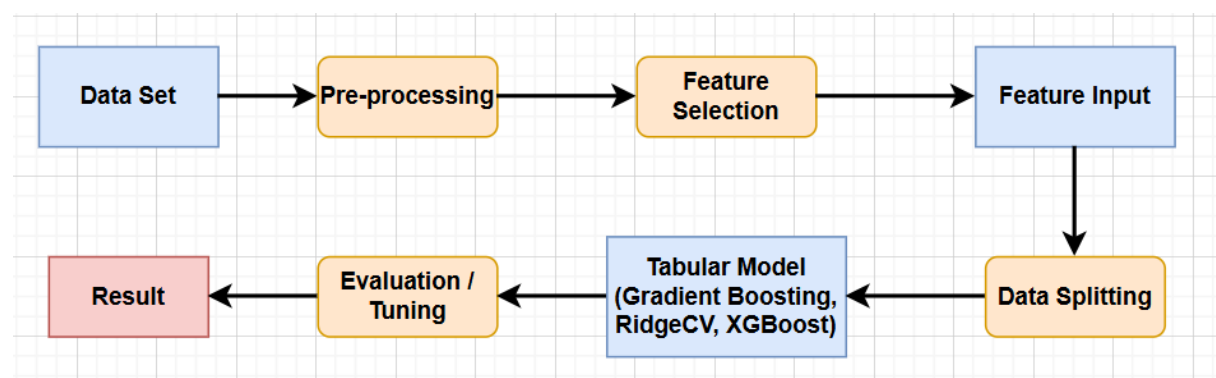 Data Set
Pre-processing
Feature
Selection
Feature Input
Result
Evaluation /
Tuning
Tabular Model
(Gradient Boosting,
RidgeCV, XGBoost)
Data Splitting